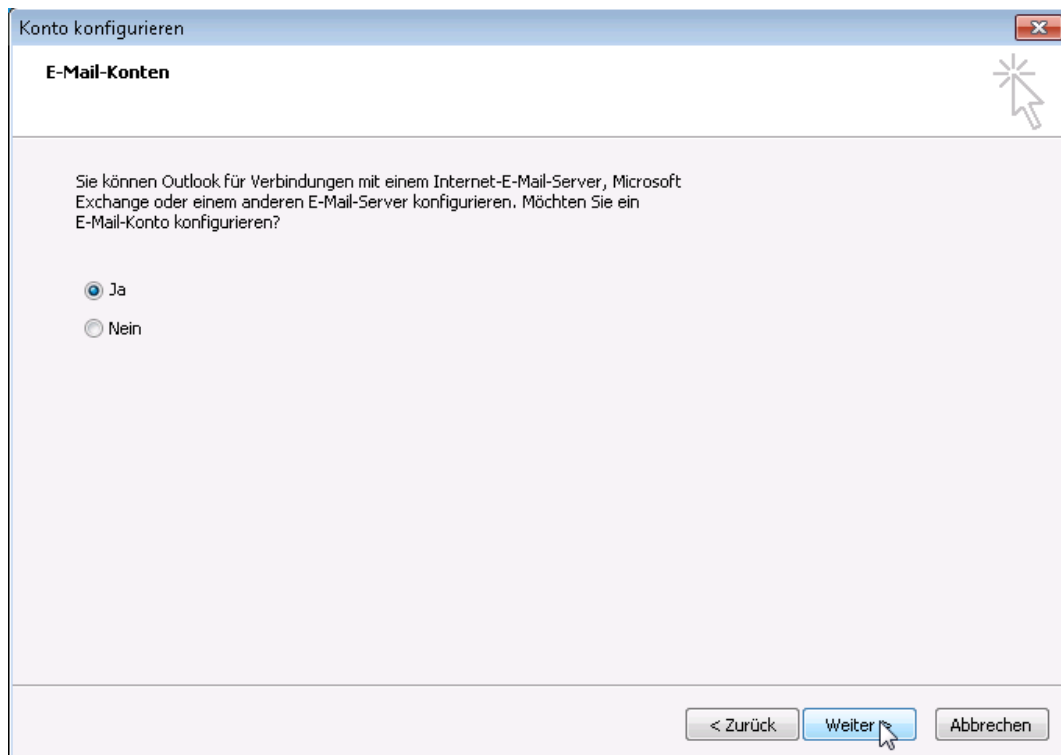 Konto konfigurieren
E-Mail-Konten
Sie können Outlook für Verbindungen mit einem Internet-E-Mail-Server, Microsoft
Exchange oder einem anderen E-Mail-Server konfigurieren. Möchten Sie ein
E-Mail-Konto konfigurieren?
Ja
Nein
< Zurück Weiter > Abbrechen